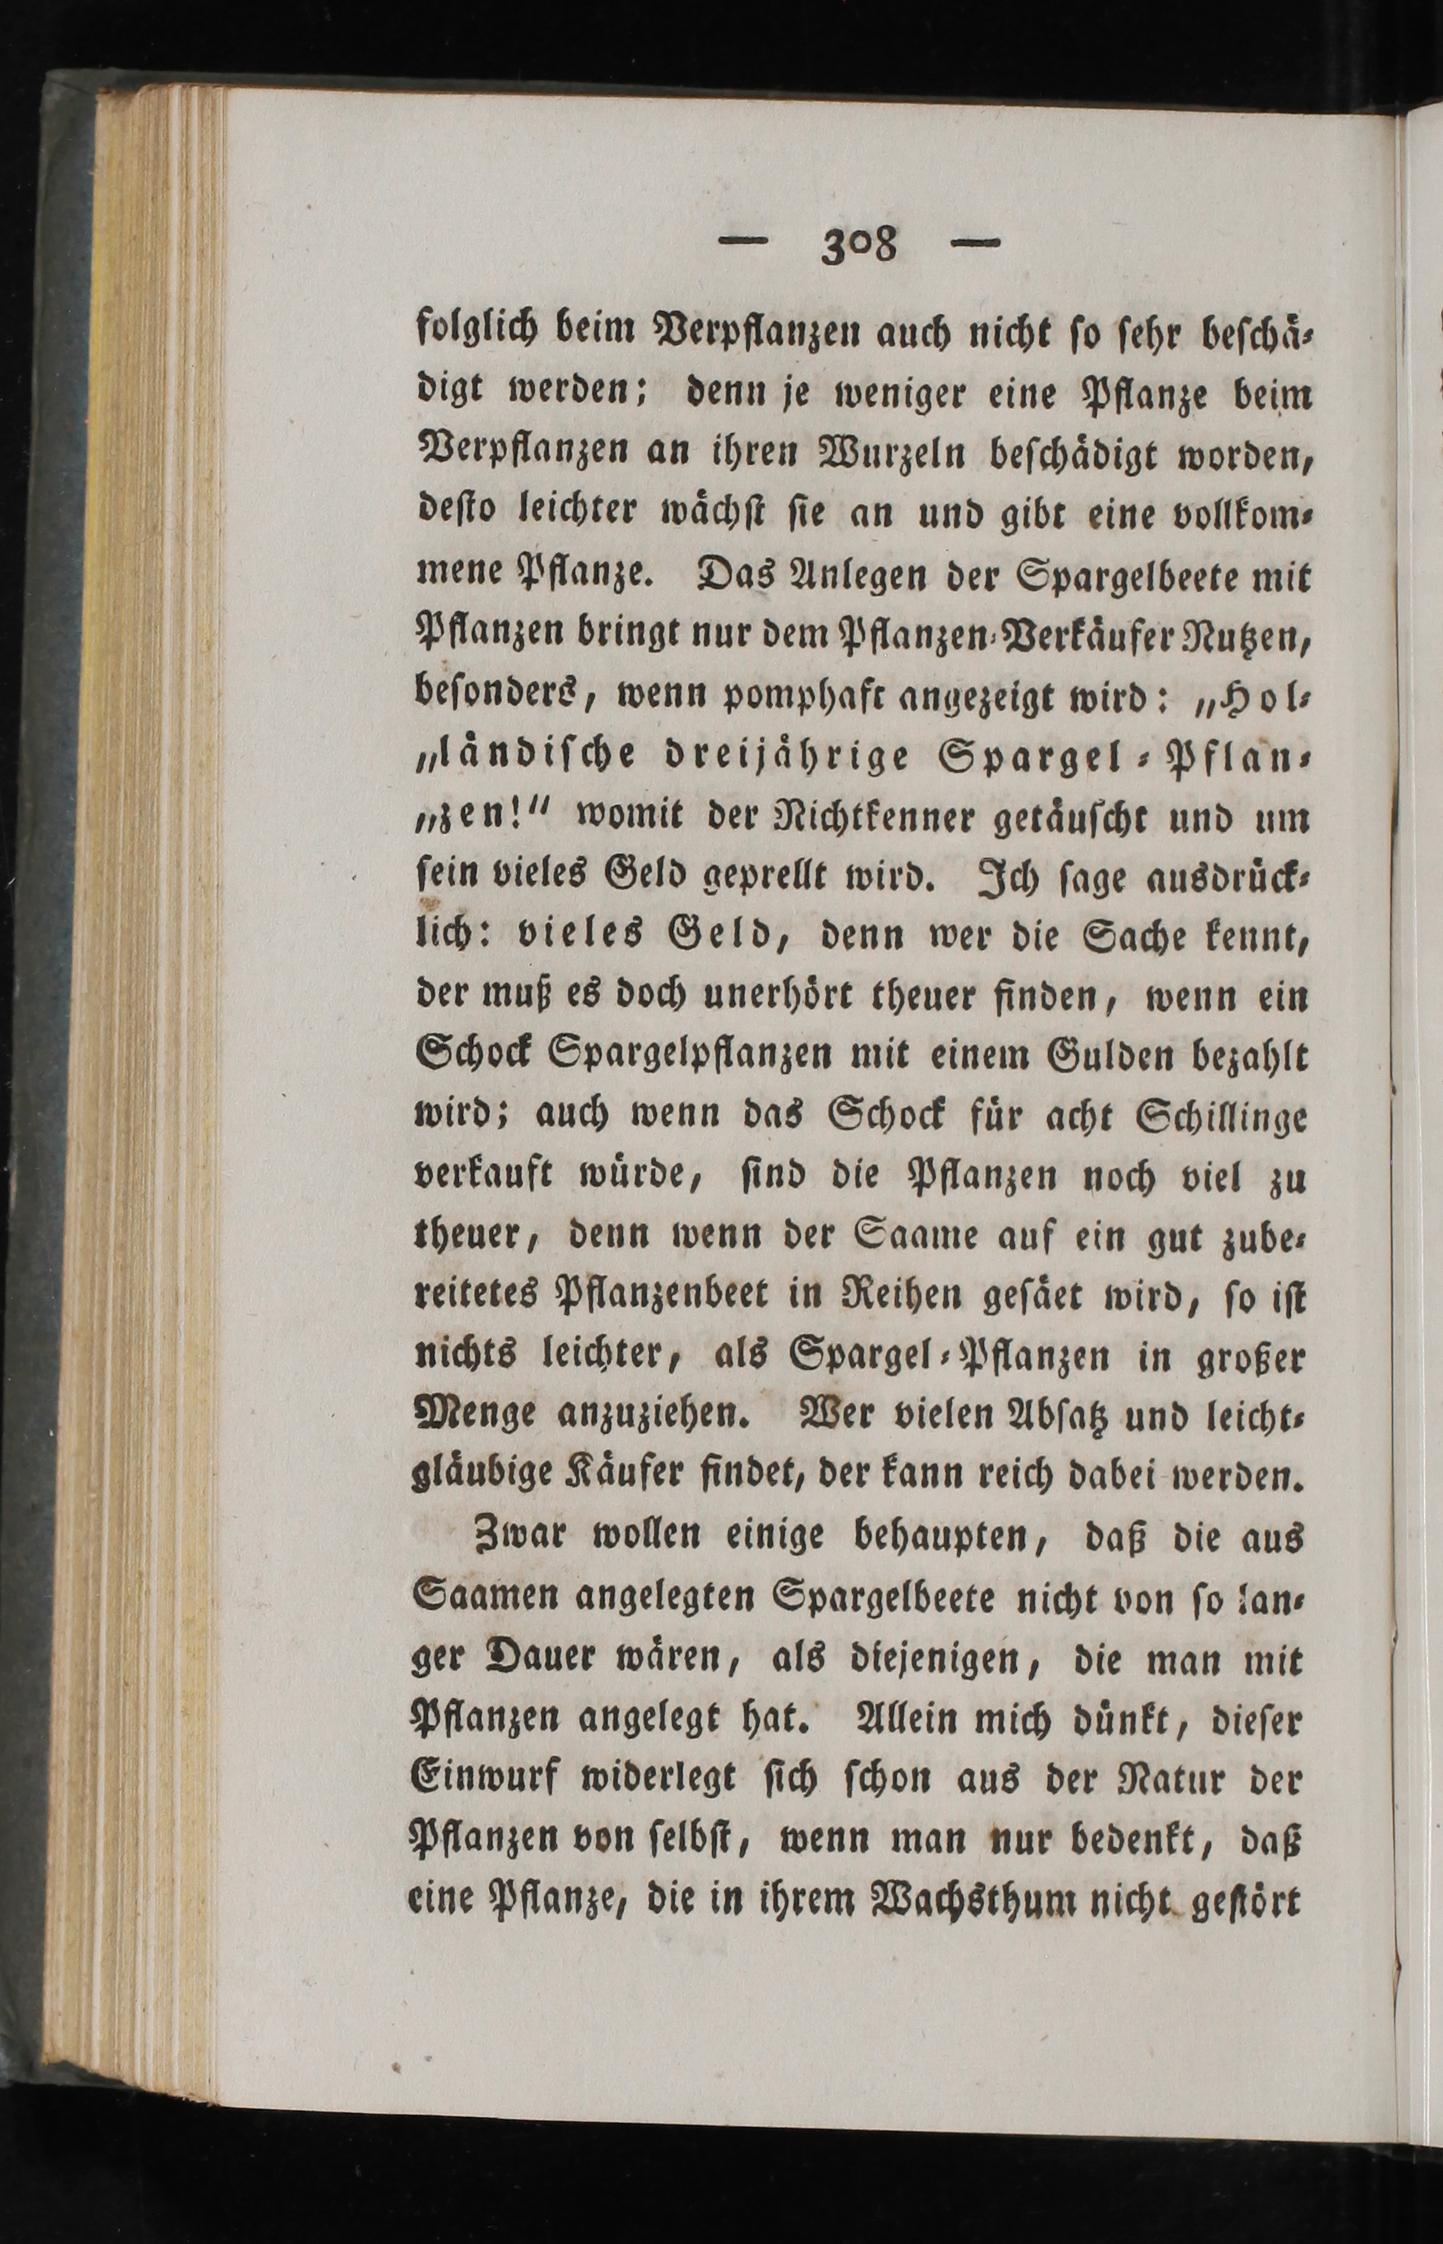 — 308 —
folglich beim Verpflanzen auch nicht so sehr beschä-
digt werden; denn je weniger eine Pflanze beim
Verpflanzen an ihren Wurzeln beschädigt worden,
desto leichter wächst sie an und gibt eine vollkom-
mene Pflanze. Das Anlegen der Spargelbeete mit
Pflanzen bringt nur dem Pflanzen-Verkäufer Nutzen,
besonders, wenn pomphaft angezeigt wird: „Hol-
„ländische dreijährige Spargel-Pflan-
„zen!“ womit der Nichtkenner getäuscht und um
sein vieles Geld geprellt wird. Ich sage ausdrück-
lich: vieles Geld, denn wer die Sache kennt,
der muß es doch unerhört theuer finden, wenn ein
Schock Spargelpflanzen mit einem Gulden bezahlt
wird; auch wenn das Schock für acht Schillinge
verkauft würde, sind die Pflanzen noch viel zu
theuer, denn wenn der Saame auf ein gut zube-
reitetes Pflanzenbeet in Reihen gesäet wird, so ist
nichts leichter, als Spargel-Pflanzen in großer
Menge anzuziehen. Wer vielen Absatz und leicht-
gläubige Käufer findet, der kann reich dabei werden.
Zwar wollen einige behaupten, daß die aus
Saamen angelegten Spargelbeete nicht von so lan-
ger Dauer wären, als diejenigen, die man mit
Pflanzen angelegt hat. Allein mich dünkt, dieser
Einwurf widerlegt sich schon aus der Natur der
Pflanzen von selbst, wenn man nur bedenkt, daß
eine Pflanze, die in ihrem Wachsthum nicht gestört